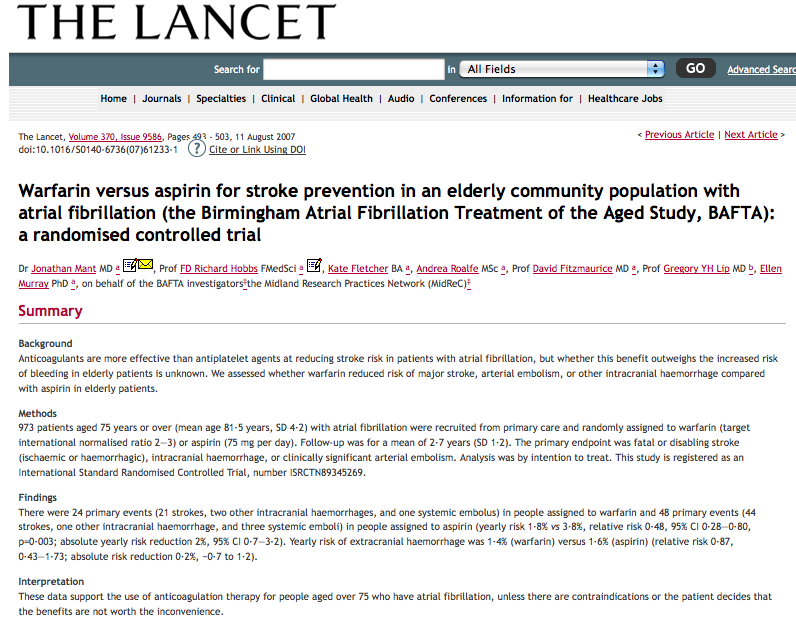 THE LANCET
Search for in All Fields GO Advanced Searc
Home | Journals | Specialties | Clinical | Global Health | Audio | Conferences | Information for | Healthcare Jobs
The Lancet, Volume 370, Issue 9586, Pages 493 - 503, 11 August 2007
< Previous Article | Next Article >
doi:10.1016/S0140-6736(07)61233-1 ? Cite or Link Using DOI
Warfarin versus aspirin for stroke prevention in an elderly community population with
atrial fibrillation (the Birmingham Atrial Fibrillation Treatment of the Aged Study, BAFTA):
a randomised controlled trial
Dr Jonathan Mant MD a, Prof FD Richard Hobbs FMedSci a, Kate Fletcher BA a, Andrea Roalfe MSc a, Prof David Fitzmaurice MD a, Prof Gregory YH Lip MD b, Ellen
Murray PhD a, on behalf of the BAFTA investigators‡the Midland Research Practices Network (MidReC)‡
Summary
Background
Anticoagulants are more effective than antiplatelet agents at reducing stroke risk in patients with atrial fibrillation, but whether this benefit outweighs the increased risk
of bleeding in elderly patients is unknown. We assessed whether warfarin reduced risk of major stroke, arterial embolism, or other intracranial haemorrhage compared
with aspirin in elderly patients.
Methods
973 patients aged 75 years or over (mean age 81·5 years, SD 4·2) with atrial fibrillation were recruited from primary care and randomly assigned to warfarin (target
international normalised ratio 2—3) or aspirin (75 mg per day). Follow-up was for a mean of 2·7 years (SD 1·2). The primary endpoint was fatal or disabling stroke
(ischaemic or haemorrhagic), intracranial haemorrhage, or clinically significant arterial embolism. Analysis was by intention to treat. This study is registered as an
International Standard Randomised Controlled Trial, number ISRCTN89345269.
Findings
There were 24 primary events (21 strokes, two other intracranial haemorrhages, and one systemic embolus) in people assigned to warfarin and 48 primary events (44
strokes, one other intracranial haemorrhage, and three systemic emboli) in people assigned to aspirin (yearly risk 1·8% vs 3·8%, relative risk 0·48, 95% CI 0·28—0·80,
p=0·003; absolute yearly risk reduction 2%, 95% CI 0·7—3·2). Yearly risk of extracranial haemorrhage was 1·4% (warfarin) versus 1·6% (aspirin) (relative risk 0·87,
0·43—1·73; absolute risk reduction 0·2%, −0·7 to 1·2).
Interpretation
These data support the use of anticoagulation therapy for people aged over 75 who have atrial fibrillation, unless there are contraindications or the patient decides that
the benefits are not worth the inconvenience.